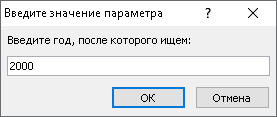 Введите значение параметра ? ×
Введите год, после которого ищем:
2000
ОК Отмена